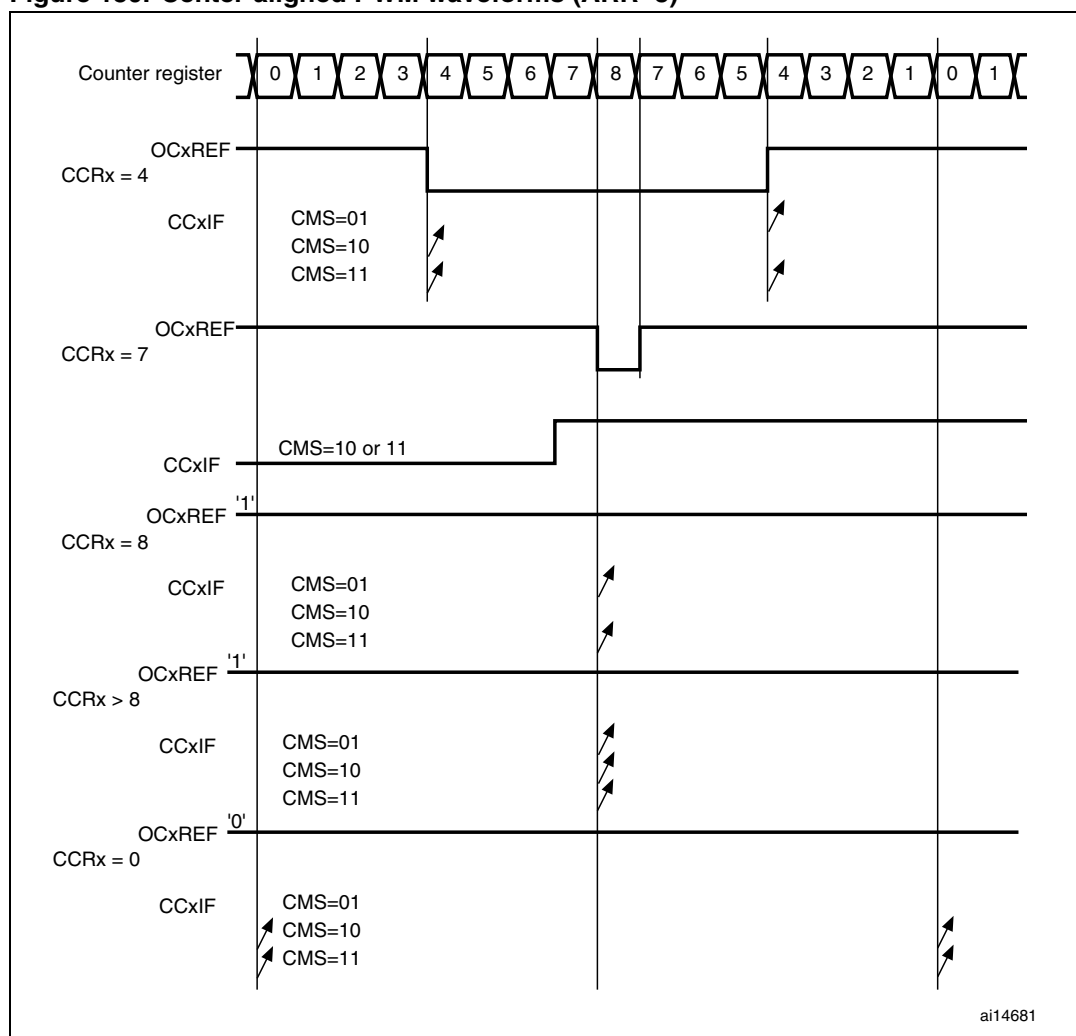 Counter register 0 1 2 3 4 5 6 7 8 7 6 5 4 3 2 1 0 1
OCxREF
CCRx = 4
CCxIF
CMS=01
CMS=10
CMS=11
OCxREF
CCRx = 7
CMS=10 or 11
CCxIF
'1'
OCxREF
CCRx = 8
CCxIF
CMS=01
CMS=10
CMS=11
'1'
OCxREF
CCRx > 8
CCxIF
CMS=01
CMS=10
CMS=11
'0'
OCxREF
CCRx = 0
CCxIF
CMS=01
CMS=10
CMS=11
ai14681